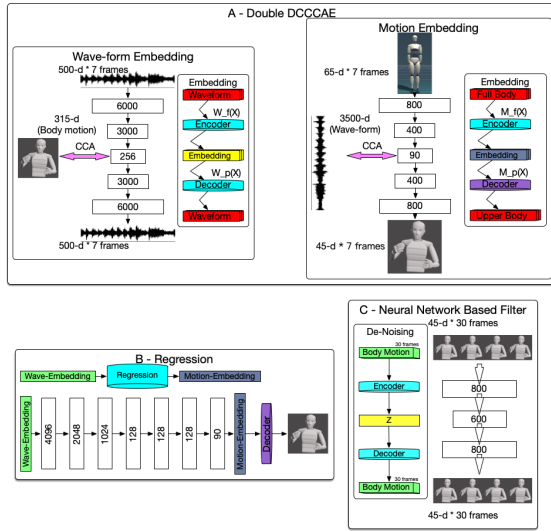 A - Double DCCCAE
Wave-form Embedding
500-d * 7 frames
6000
3000
315-d
(Body motion)
CCA
256
3000
6000
500-d * 7 frames
Embedding
Waveform
W_f(X)
Encoder
Embedding
W_p(X)
Decoder
Waveform
Motion Embedding
65-d * 7 frames
800
400
3500-d
(Wave-form)
CCA
90
400
800
45-d * 7 frames
Embedding
Full Body
M_f(X)
Encoder
Embedding
M_p(X)
Decoder
Upper Body
B - Regression
Wave-Embedding
Regression
Motion-Embedding
Wave-Embedding
4096
2048
1024
128
128
128
90
Motion-Embedding
Decoder
C - Neural Network Based Filter
45-d * 30 frames
De-Noising
30 frames
Body Motion
Encoder
Z
Decoder
30 frames
Body Motion
800
600
800
45-d * 30 frames